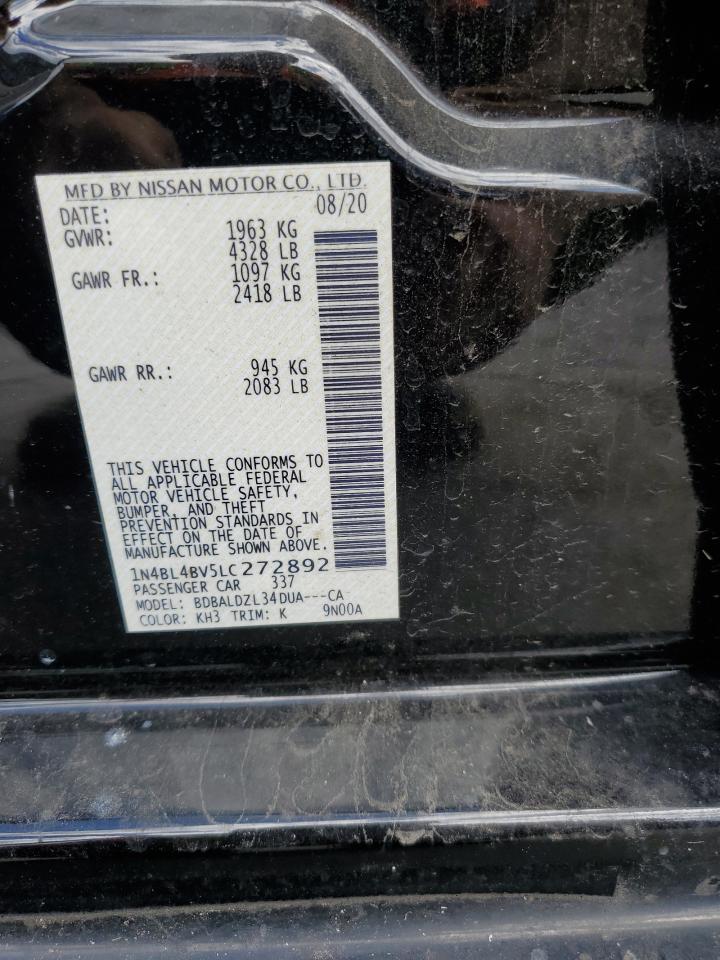 MFD BY NISSAN MOTOR CO., LTD.
DATE: 08/20
GVWR: 1963 KG
4328 LB
GAWR FR.: 1097 KG
2418 LB
GAWR RR.: 945 KG
2083 LB
THIS VEHICLE CONFORMS TO
ALL APPLICABLE FEDERAL
MOTOR VEHICLE SAFETY,
BUMPER, AND THEFT
PREVENTION STANDARDS IN
EFFECT ON THE DATE OF
MANUFACTURE SHOWN ABOVE.
1N4BL4BV5LC272892
PASSENGER CAR 337
MODEL: BDBALDZL34DUA---CA-
COLOR: KH3 TRIM: K 9N00A